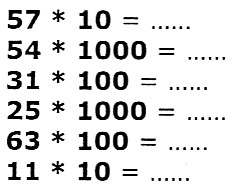 57 * 10 = ......
54 * 1000 = ......
31 * 100 = ......
25 * 1000 = ......
63 * 100 = ......
11 * 10 = ......